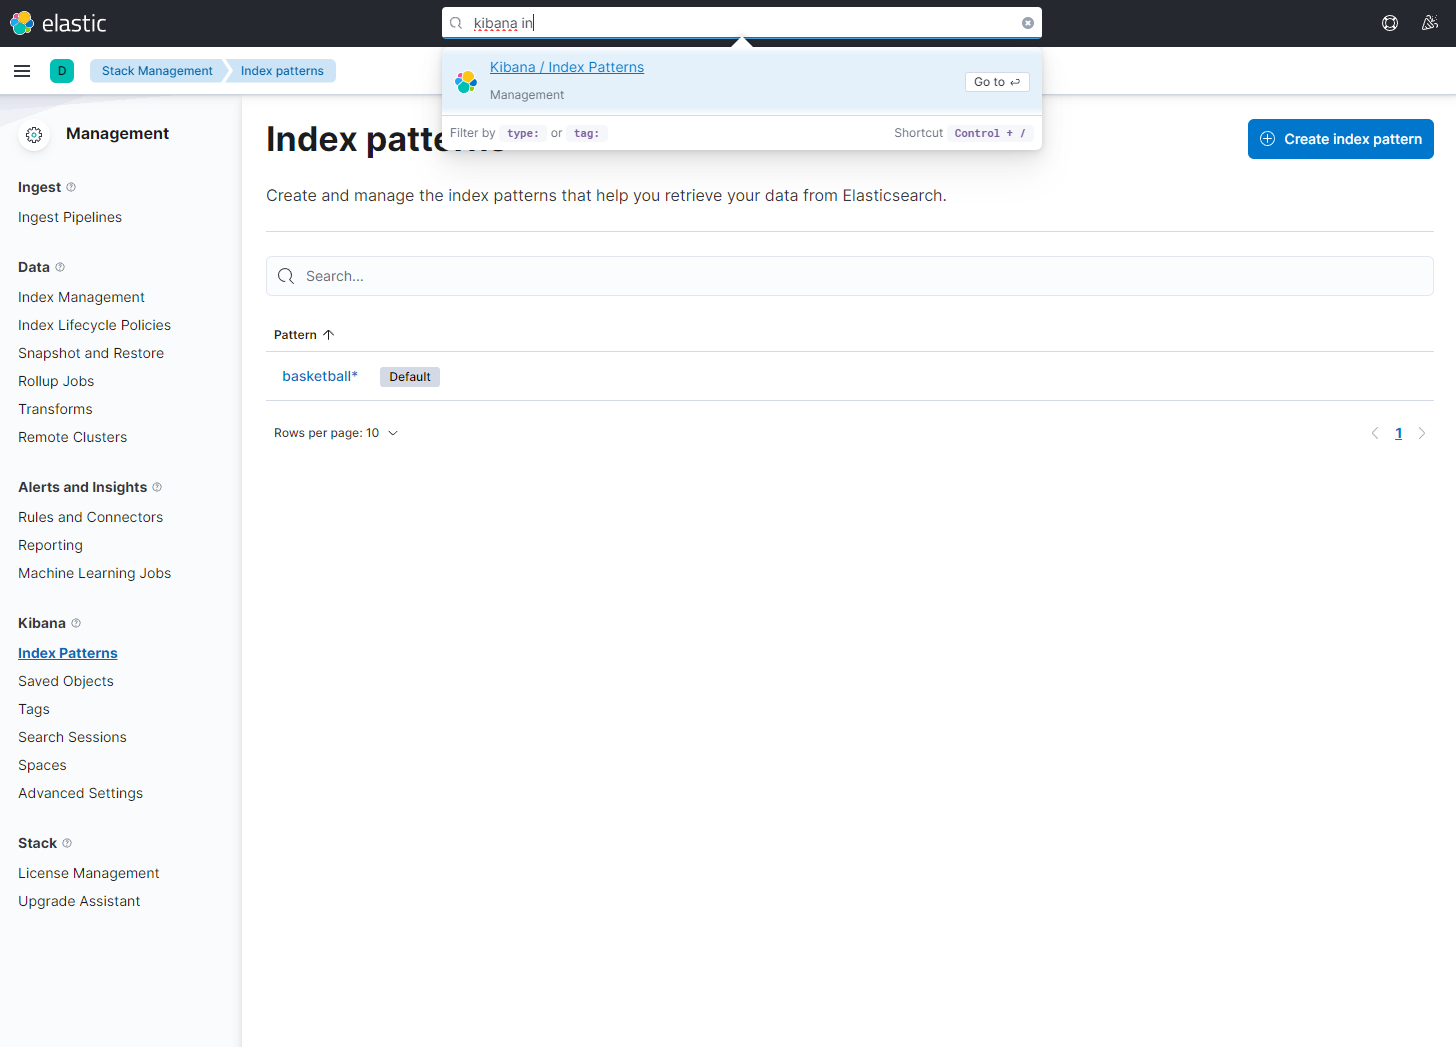 elastic
kibana in
D
Stack Management
Index patterns
Kibana / Index Patterns
Management
Go to
Filter by type: or tag:
Shortcut Control + /
Management
Ingest
Ingest Pipelines
Data
Index Management
Index Lifecycle Policies
Snapshot and Restore
Rollup Jobs
Transforms
Remote Clusters
Alerts and Insights
Rules and Connectors
Reporting
Machine Learning Jobs
Kibana
Index Patterns
Saved Objects
Tags
Search Sessions
Spaces
Advanced Settings
Stack
License Management
Upgrade Assistant
Index patterns
Create index pattern
Create and manage the index patterns that help you retrieve your data from Elasticsearch.
Search...
Pattern
basketball* Default
Rows per page: 10
1